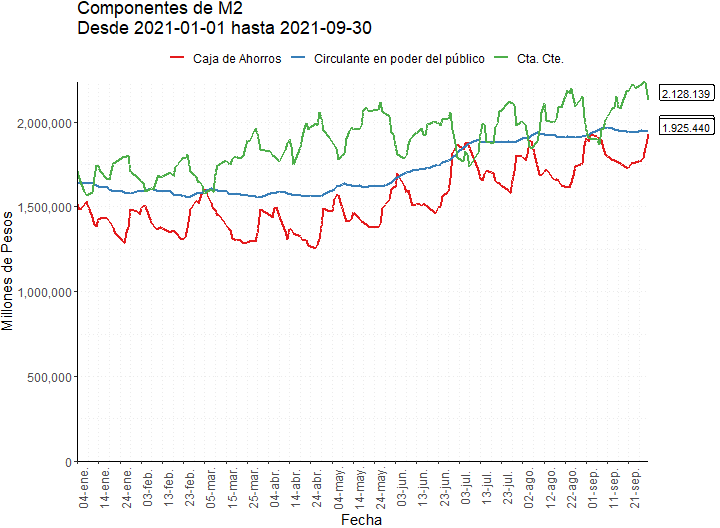 Componentes de M2
Desde 2021-01-01 hasta 2021-09-30
Caja de Ahorros Circulante en poder del público Cta. Cte.
2.128.139
1.925.440
2,000,000
1,500,000
1,000,000
500,000
0
Millones de Pesos
04-ene.
14-ene.
24-ene.
03-feb.
13-feb.
23-feb.
05-mar.
15-mar.
25-mar.
04-abr.
14-abr.
24-abr.
04-may.
14-may.
24-may.
03-jun.
13-jun.
23-jun.
03-jul.
13-jul.
23-jul.
02-ago.
12-ago.
22-ago.
01-sep.
11-sep.
21-sep.
Fecha